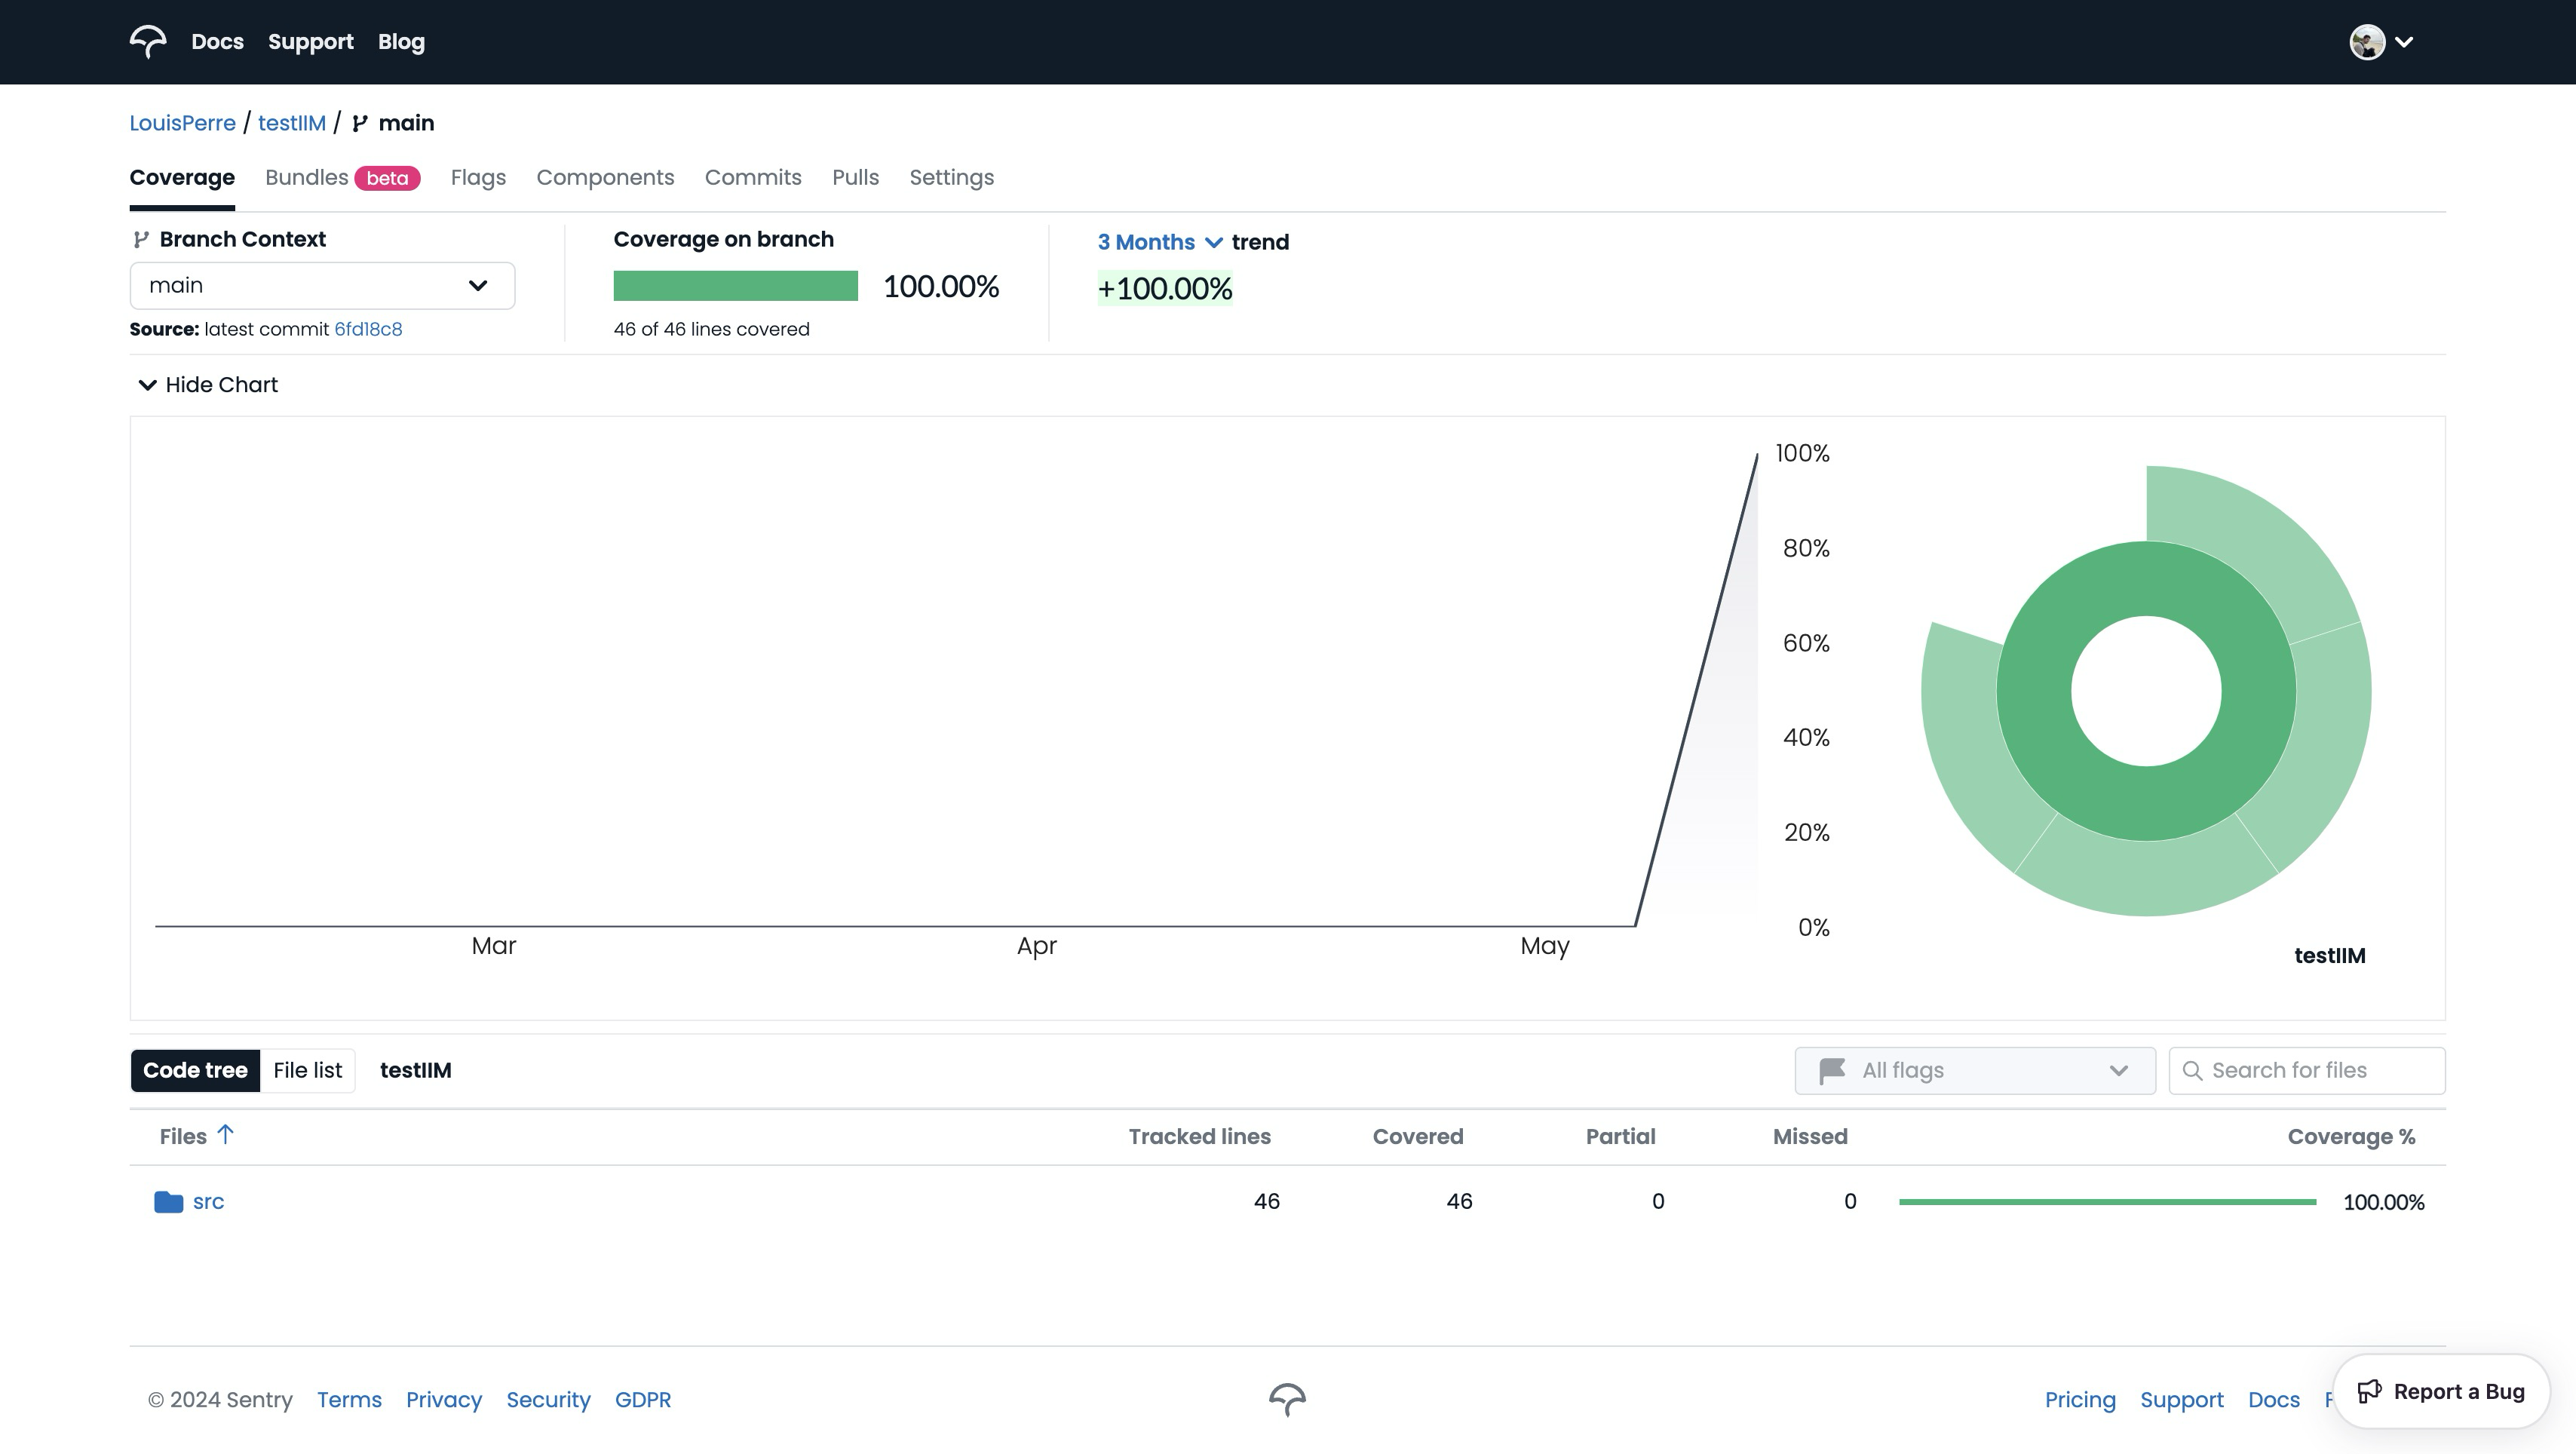 Docs Support Blog
LouisPerre / testIIM / main
Coverage Bundles beta Flags Components Commits Pulls Settings
Branch Context
main
Source: latest commit 6fd18c8
Coverage on branch
100.00%
46 of 46 lines covered
3 Months trend
+100.00%
Hide Chart
100%
80%
60%
40%
20%
0%
Mar Apr May
testIIM
Code tree File list testIIM All flags Search for files
Files Tracked lines Covered Partial Missed Coverage %
src 46 46 0 0 100.00%
© 2024 Sentry Terms Privacy Security GDPR Pricing Support Docs
Report a Bug